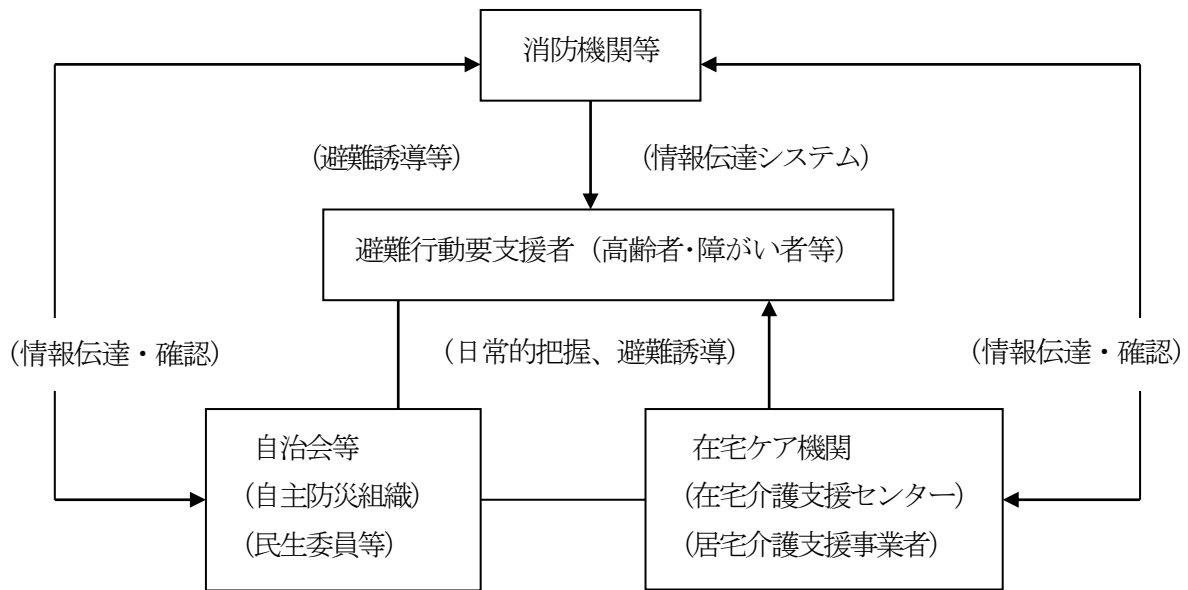 消防機関等
（避難誘導等）
（情報伝達システム）
避難行動要支援者（高齢者・障がい者等）
（情報伝達・確認）
（日常的把握、避難誘導）
（情報伝達・確認）
自治会等
（自主防災組織）
（民生委員等）
在宅ケア機関
（在宅介護支援センター）
（居宅介護支援事業者）